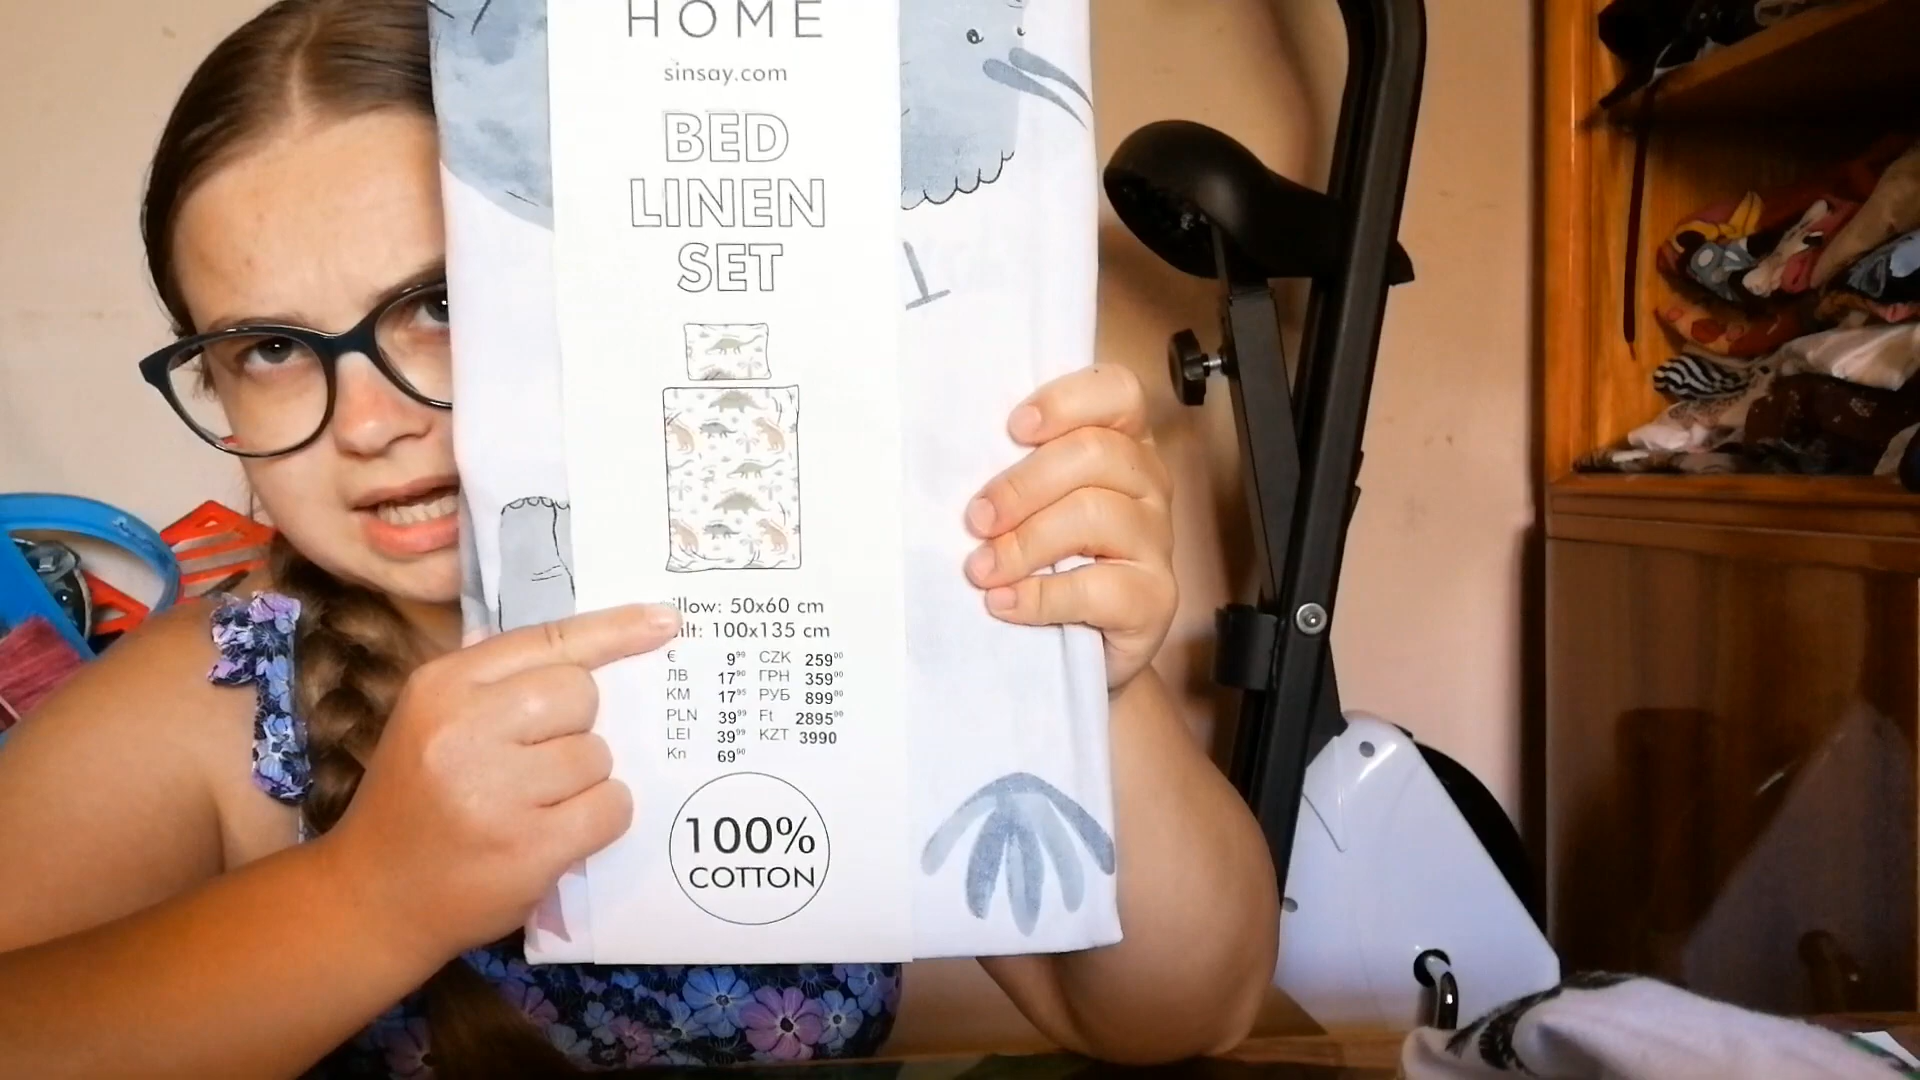 HOME
sinsay.com
BED
LINEN
SET
illow: 50x60 cm
ilt: 100x135 cm
€ 9⁹⁹ CZK 259⁰⁰
ЛВ 17⁹⁰ ГРН 359⁰⁰
KM 17⁹⁵ РУБ 899⁰⁰
PLN 39⁹⁹ Ft 2895⁰⁰
LEI 39⁹⁹ KZT 3990
Kn 69⁹⁰
100%
COTTON